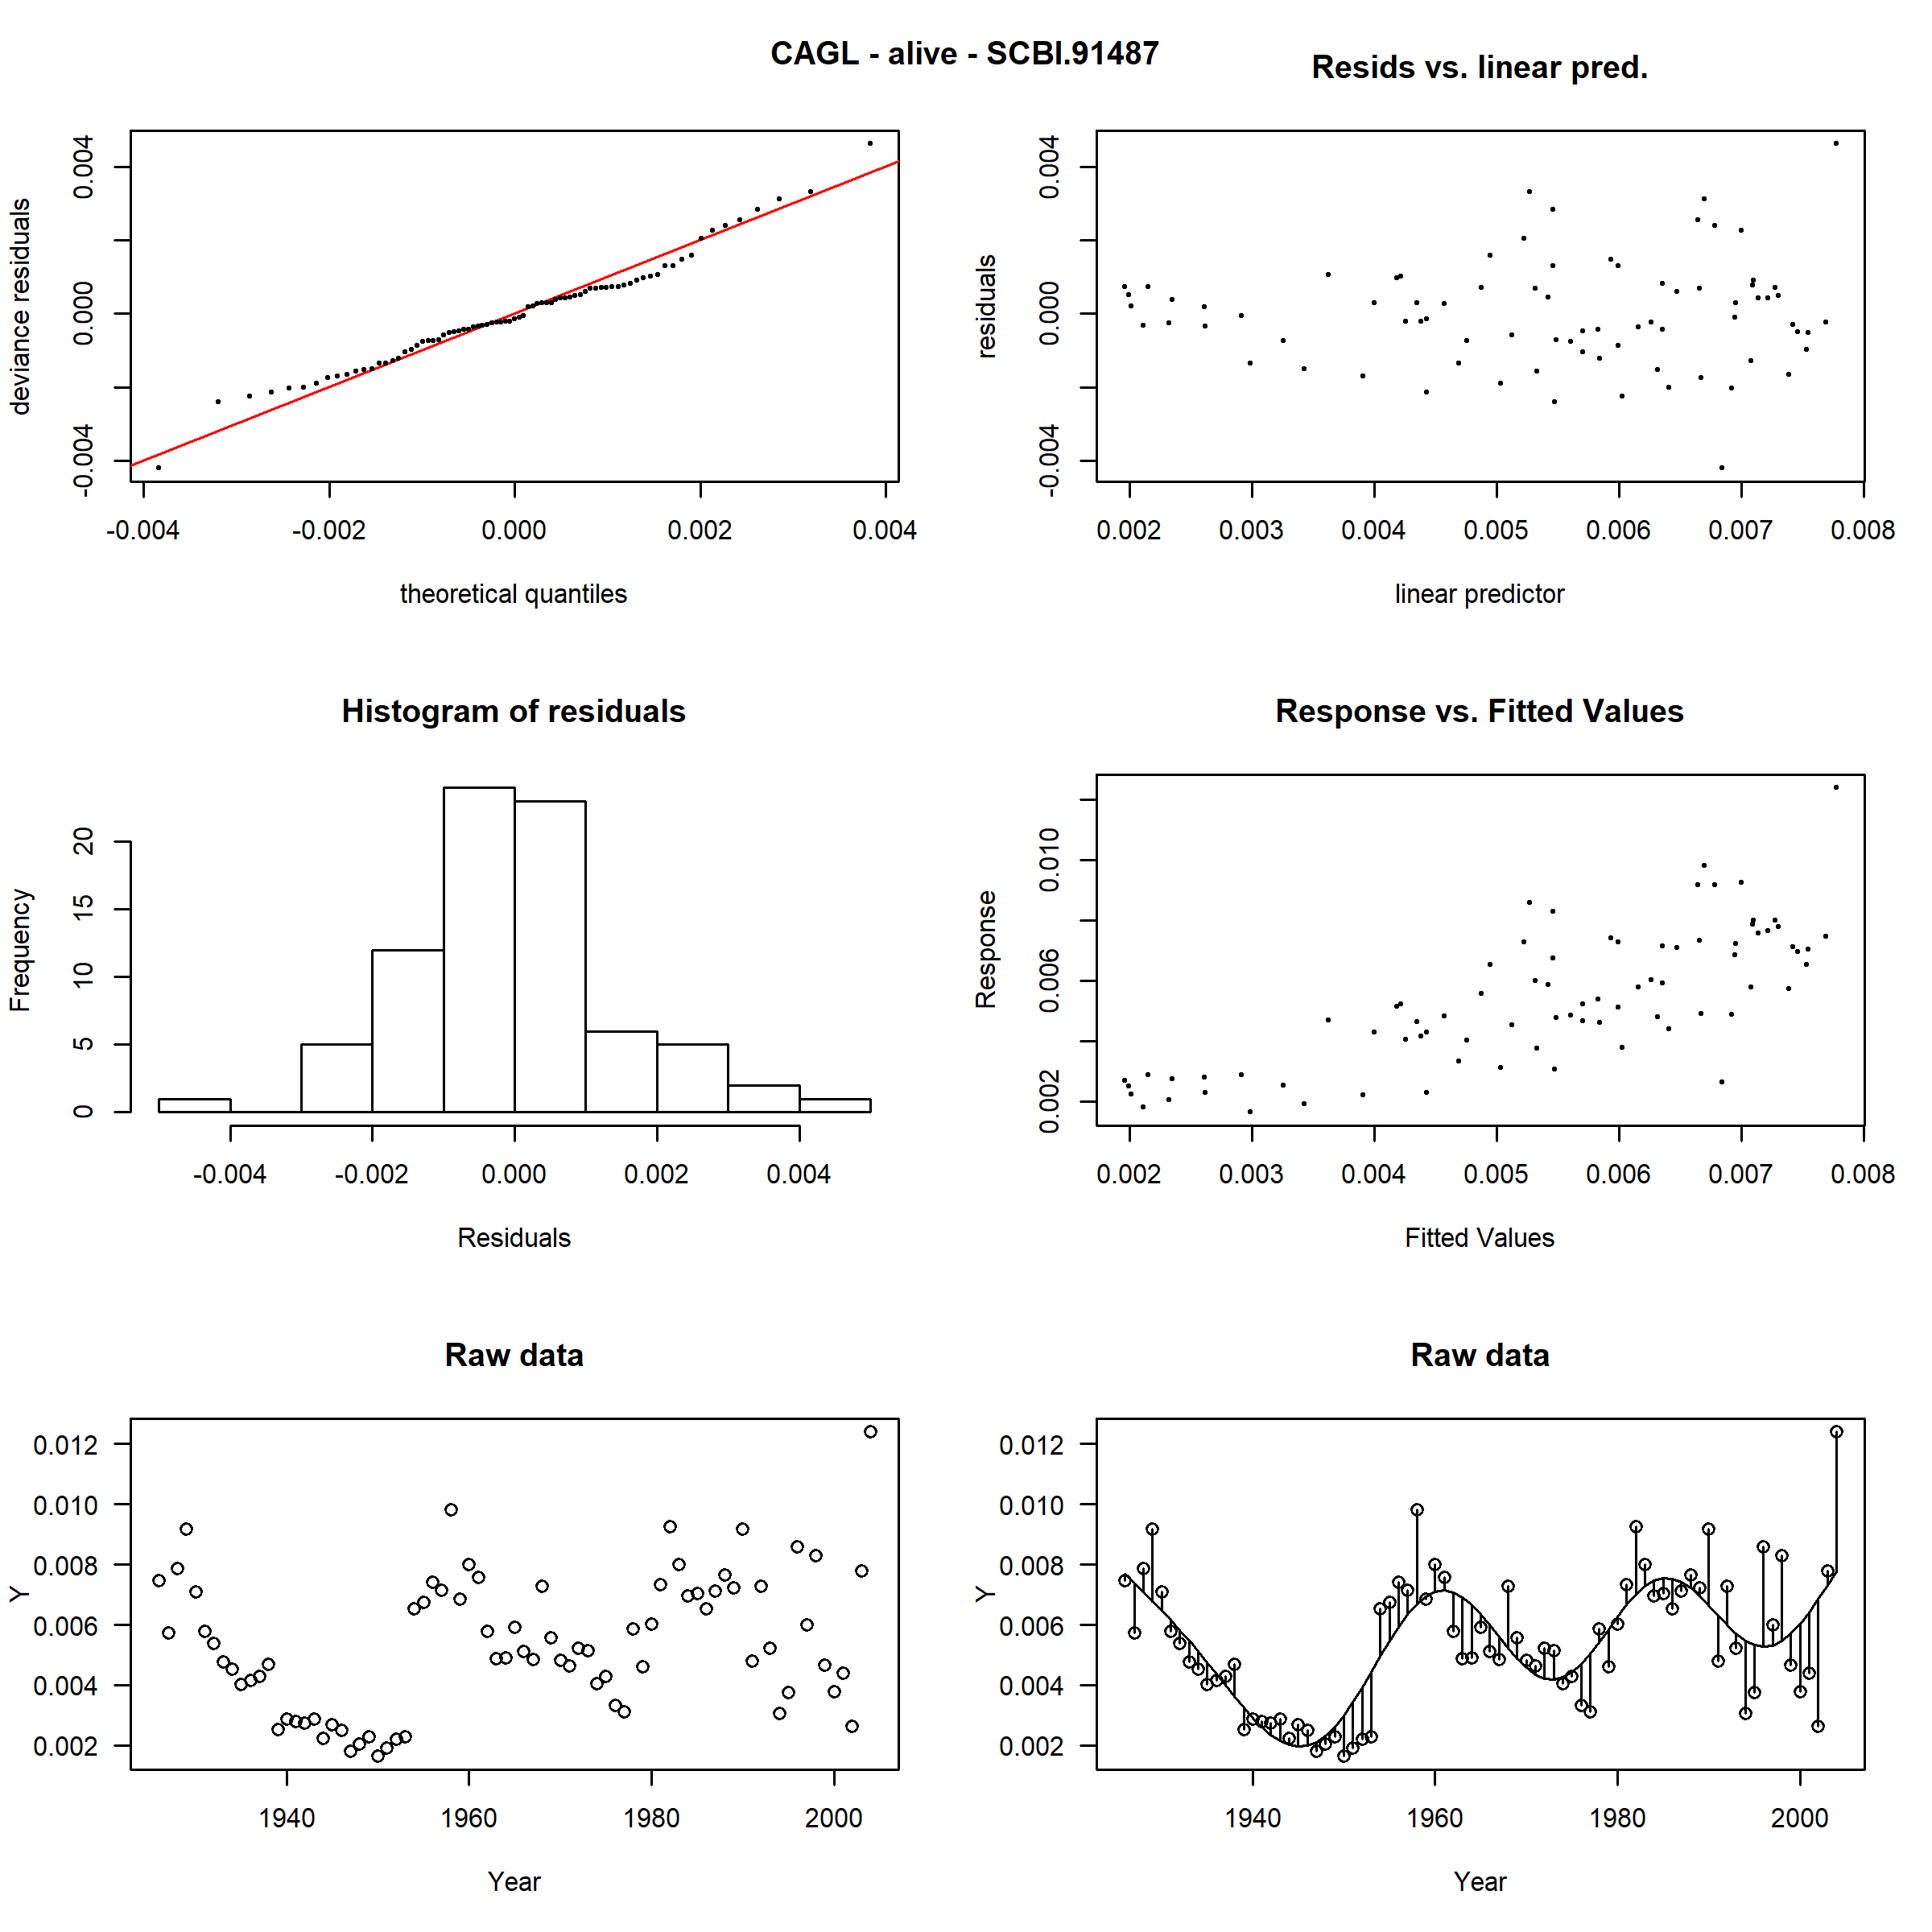 CAGL - alive - SCBI.91487
Resids vs. linear pred.
deviance residuals
-0.004 0.000 0.004
-0.004 -0.002 0.000 0.002 0.004
theoretical quantiles
residuals
-0.004 0.000 0.004
0.002 0.003 0.004 0.005 0.006 0.007 0.008
linear predictor
Histogram of residuals
Frequency
0 5 10 15 20
-0.004 -0.002 0.000 0.002 0.004
Residuals
Response vs. Fitted Values
Response
0.002 0.006 0.010
0.002 0.003 0.004 0.005 0.006 0.007 0.008
Fitted Values
Raw data
Y
0.012
0.010
0.008
0.006
0.004
0.002
1940 1960 1980 2000
Year
Raw data
Y
0.012
0.010
0.008
0.006
0.004
0.002
1940 1960 1980 2000
Year